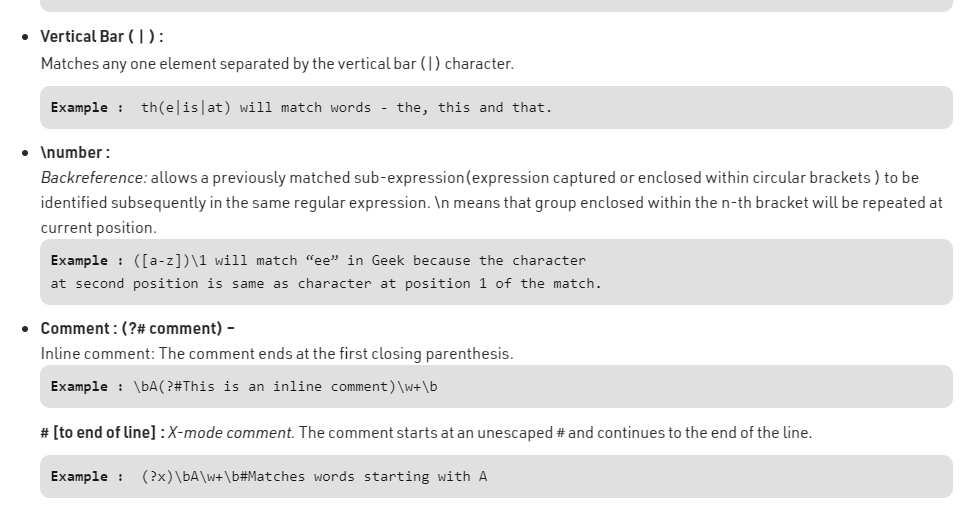 • Vertical Bar ( | ) :
Matches any one element separated by the vertical bar (|) character.
Example :  th(e|is|at) will match words - the, this and that.
• \number :
Backreference: allows a previously matched sub-expression(expression captured or enclosed within circular brackets ) to be
identified subsequently in the same regular expression. \n means that group enclosed within the n-th bracket will be repeated at
current position.
Example : ([a-z])\1 will match “ee” in Geek because the character
at second position is same as character at position 1 of the match.
• Comment : (?# comment) –
Inline comment: The comment ends at the first closing parenthesis.
Example : \bA(?#This is an inline comment)\w+\b
# [to end of line] : X-mode comment. The comment starts at an unescaped # and continues to the end of the line.
Example :  (?x)\bA\w+\b#Matches words starting with A